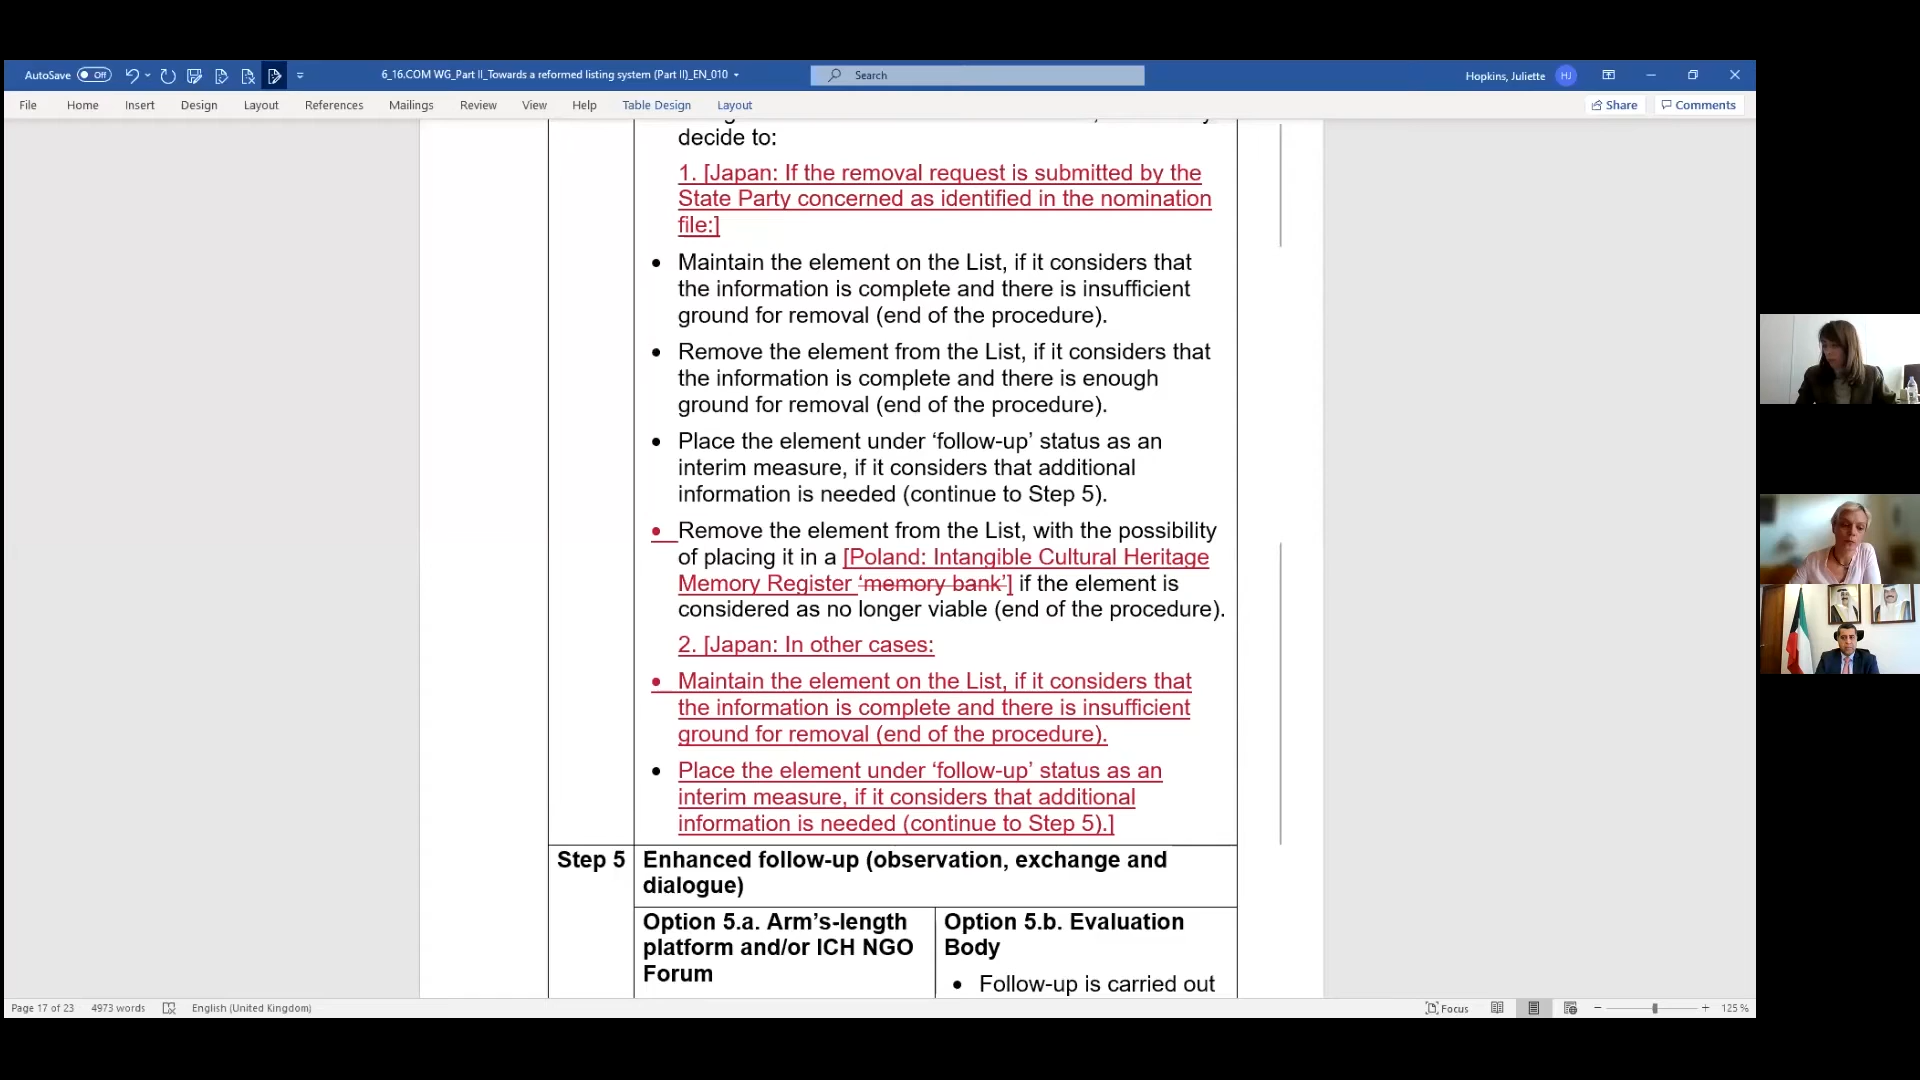 AutoSave Off 6_16.COM WG_Part II_Towards a reformed listing system (Part II)_EN_010 Search Hopkins, Juliette HJ
File Home Insert Design Layout References Mailings Review View Help Table Design Layout Share Comments
decide to:
1. [Japan: If the removal request is submitted by the
State Party concerned as identified in the nomination
file:]
• Maintain the element on the List, if it considers that
the information is complete and there is insufficient
ground for removal (end of the procedure).
• Remove the element from the List, if it considers that
the information is complete and there is enough
ground for removal (end of the procedure).
• Place the element under ‘follow-up’ status as an
interim measure, if it considers that additional
information is needed (continue to Step 5).
• Remove the element from the List, with the possibility
of placing it in a [Poland: Intangible Cultural Heritage
Memory Register ‘memory bank’] if the element is
considered as no longer viable (end of the procedure).
2. [Japan: In other cases:
• Maintain the element on the List, if it considers that
the information is complete and there is insufficient
ground for removal (end of the procedure).
• Place the element under ‘follow-up’ status as an
interim measure, if it considers that additional
information is needed (continue to Step 5).]
Step 5 Enhanced follow-up (observation, exchange and
dialogue)
Option 5.a. Arm’s-length
platform and/or ICH NGO
Forum
Option 5.b. Evaluation
Body
• Follow-up is carried out
Page 17 of 23 4973 words English (United Kingdom) Focus 125 %